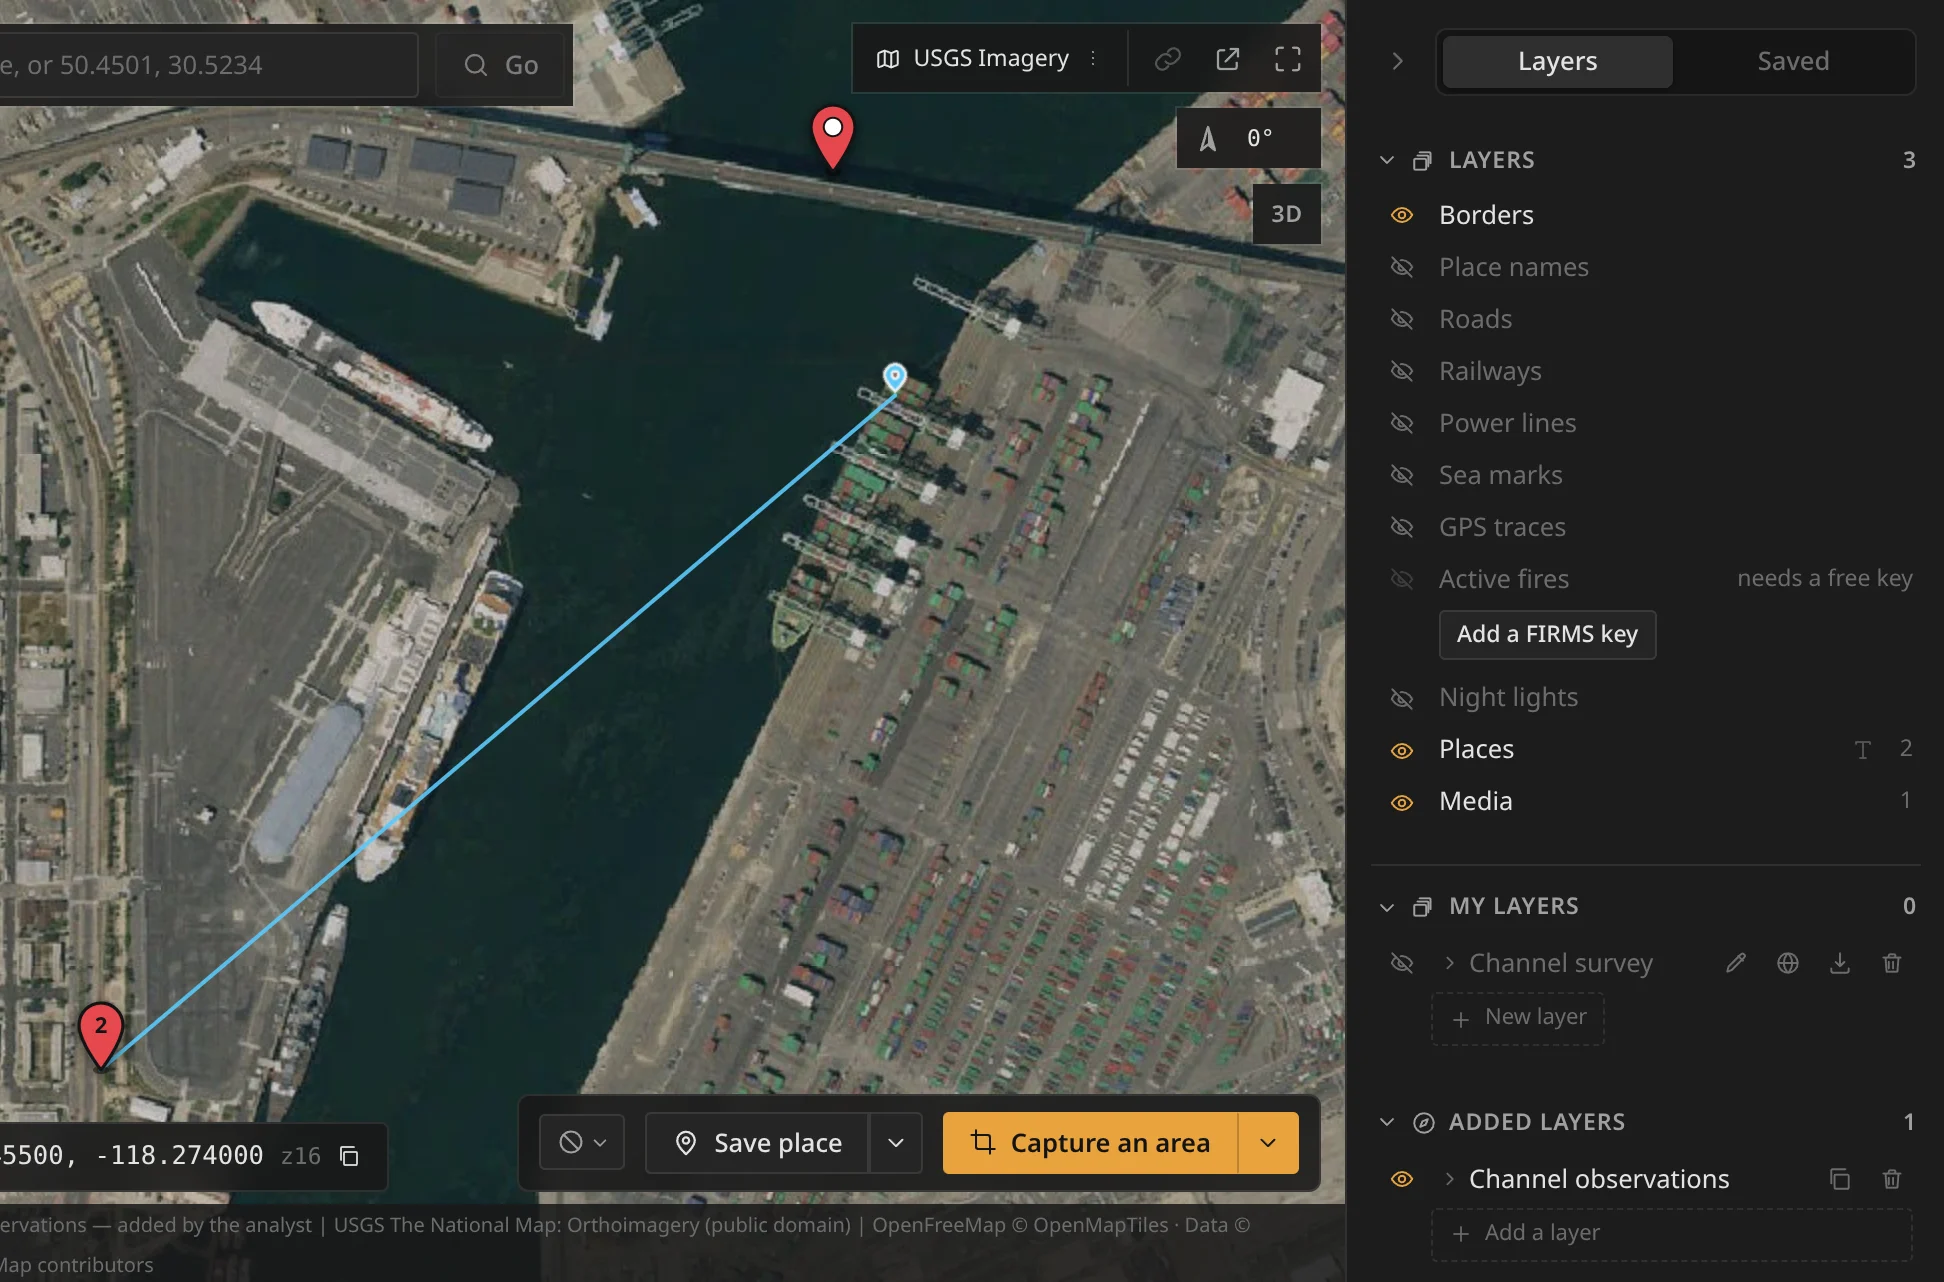 e, or 50.4501, 30.5234
Go
USGS Imagery
0°
3D
2
5500, -118.274000 z16
Save place
Capture an area
ervations — added by the analyst | USGS The National Map: Orthoimagery (public domain) | OpenFreeMap © OpenMapTiles · Data ©
Map contributors
Layers
Saved
LAYERS 3
Borders
Place names
Roads
Railways
Power lines
Sea marks
GPS traces
Active fires needs a free key
Add a FIRMS key
Night lights
Places 2
Media 1
MY LAYERS 0
Channel survey
+ New layer
ADDED LAYERS 1
Channel observations
+ Add a layer